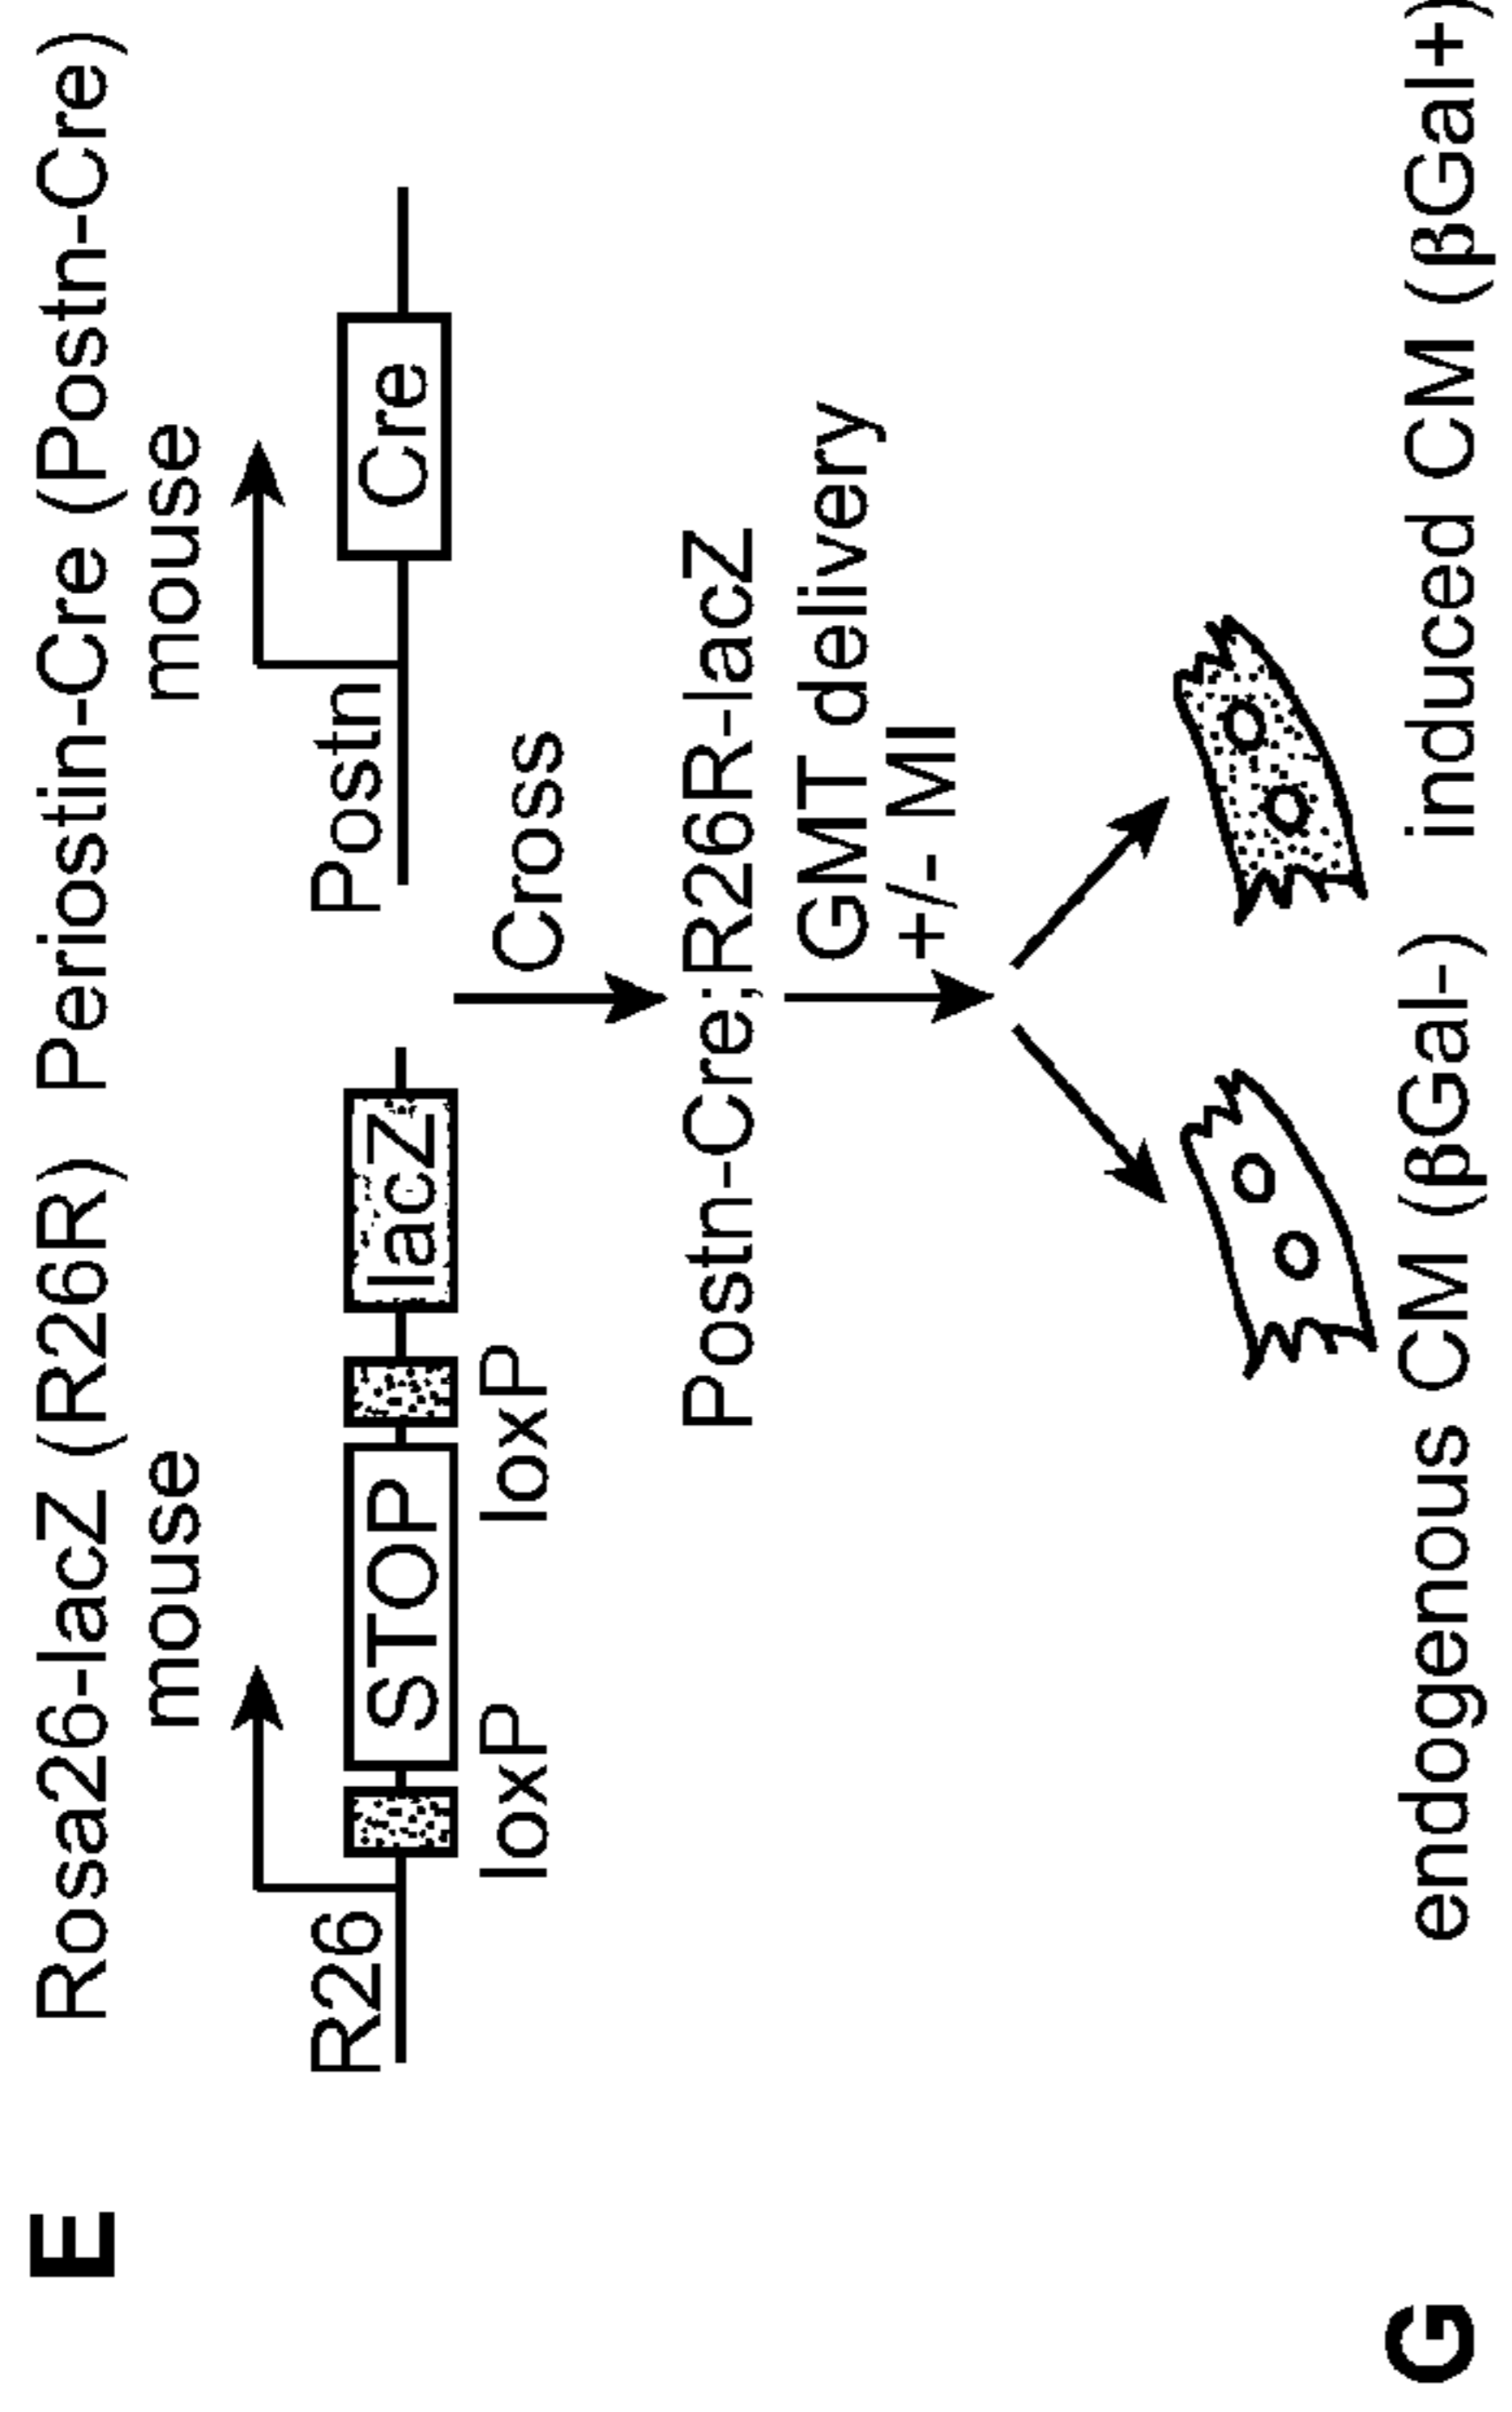 E
Rosa26-lacZ (R26R)
mouse
Periostin-Cre (Postn-Cre)
mouse
R26
STOP
lacZ
loxP
loxP
Postn
Cre
Cross
Postn-Cre;R26R-lacZ
GMT delivery
+/- MI
endogenous CM (βGal-)
induced CM (βGal+)
G